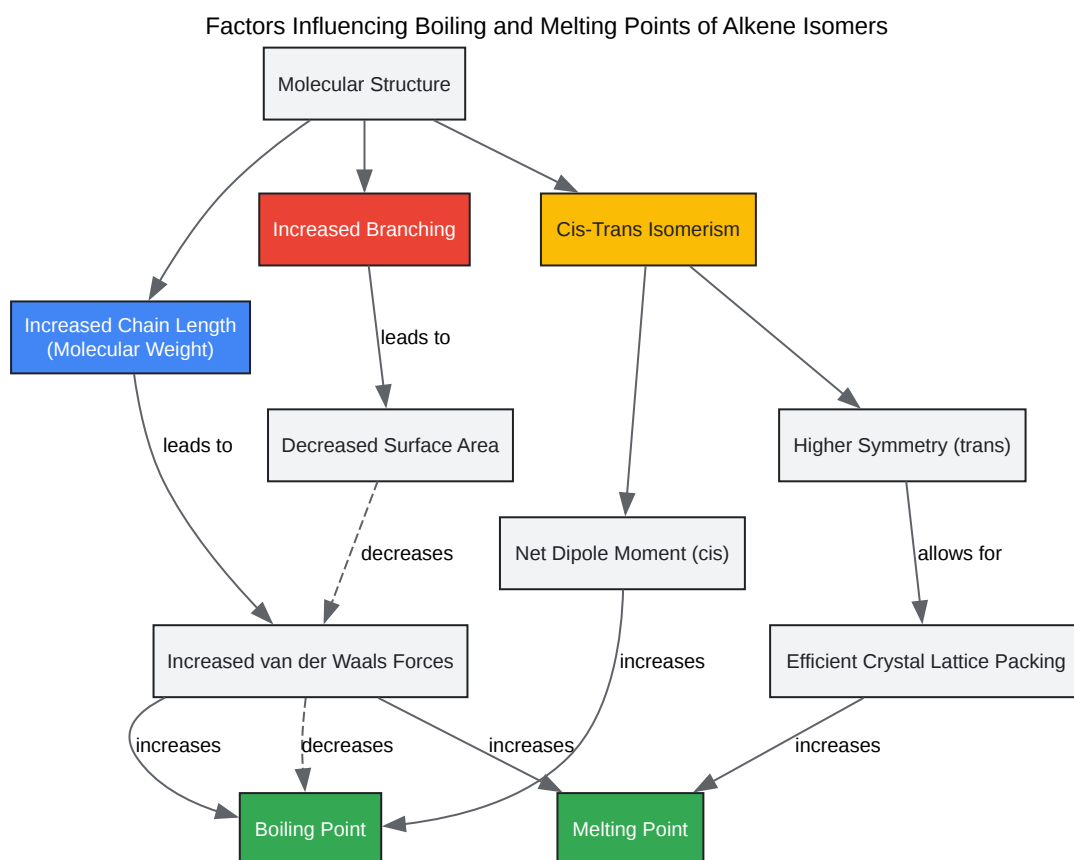 Factors Influencing Boiling and Melting Points of Alkene Isomers
Molecular Structure
Increased Branching
Cis-Trans Isomerism
Increased Chain Length
(Molecular Weight)
leads to
Decreased Surface Area
Higher Symmetry (trans)
leads to
decreases
Net Dipole Moment (cis)
allows for
Increased van der Waals Forces
increases
Efficient Crystal Lattice Packing
increases
decreases
increases
increases
Boiling Point
Melting Point